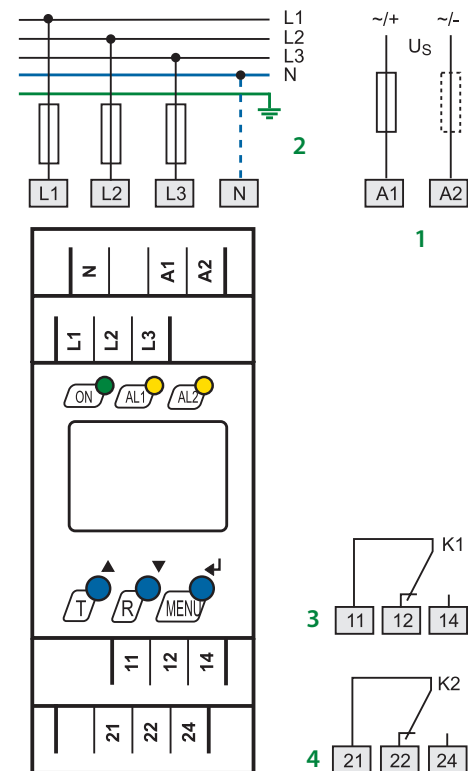 L1
L2
L3
N
~/+ ~/-
US
L1 L2 L3 N
2
A1 A2
1
N A1 A2
L1 L2 L3
ON AL1 AL2
▲ ▼ ↵
T R MENU
11 12 14
21 22 24
K1
3 11 12 14
K2
4 21 22 24